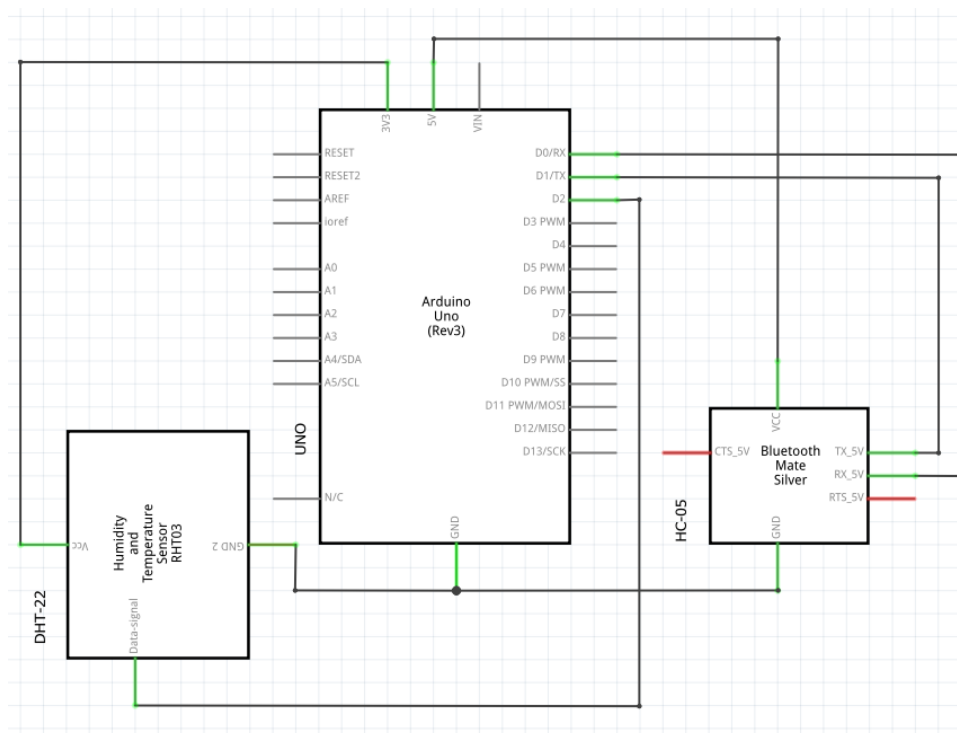 3V3
5V
VIN
RESET
RESET2
AREF
ioref
A0
A1
A2
A3
A4/SDA
A5/SCL
N/C
D0/RX
D1/TX
D2
D3 PWM
D4
D5 PWM
D6 PWM
D7
D8
D9 PWM
D10 PWM/SS
D11 PWM/MOSI
D12/MISO
D13/SCK
Arduino
Uno
(Rev3)
UNO
GND
Vcc
Humidity
and
Temperature
Sensor
RHT03
GND 2
Data-signal
DHT-22
VCC
CTS_5V
Bluetooth
Mate
Silver
TX_5V
RX_5V
RTS_5V
GND
HC-05